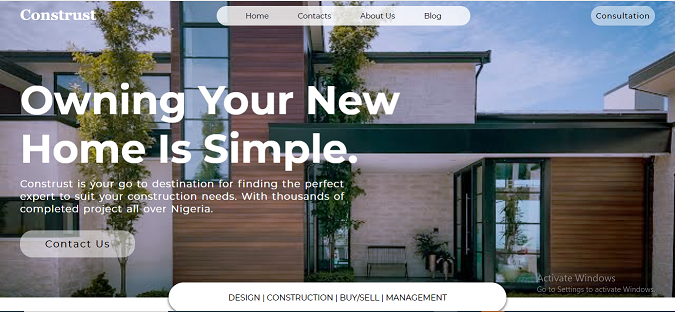 Construst
Home Contacts About Us Blog
Consultation
Owning Your New
Home Is Simple.
Construst is your go to destination for finding the perfect
expert to suit your construction needs. With thousands of
completed project all over Nigeria.
Contact Us
Activate Windows
Go to Settings to activate Windows.
DESIGN | CONSTRUCTION | BUY/SELL | MANAGEMENT